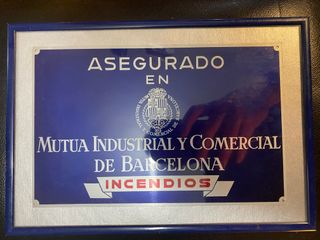 ASEGURADO
EN
MUTUA INDUSTRIAL Y COMERCIAL
DE BARCELONA
INCENDIOS